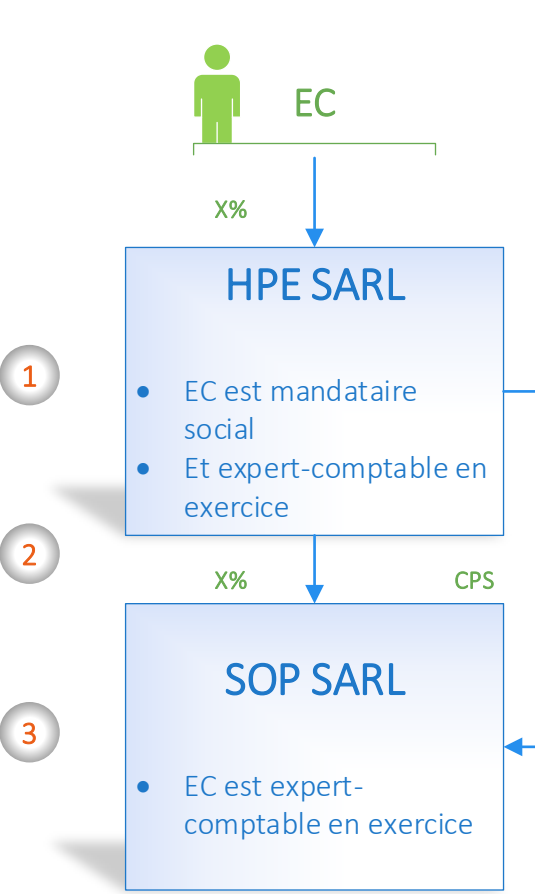 EC
X%
HPE SARL
1
• EC est mandataire
social
• Et expert-comptable en
exercice
2
X% CPS
SOP SARL
3
• EC est expert-
comptable en exercice